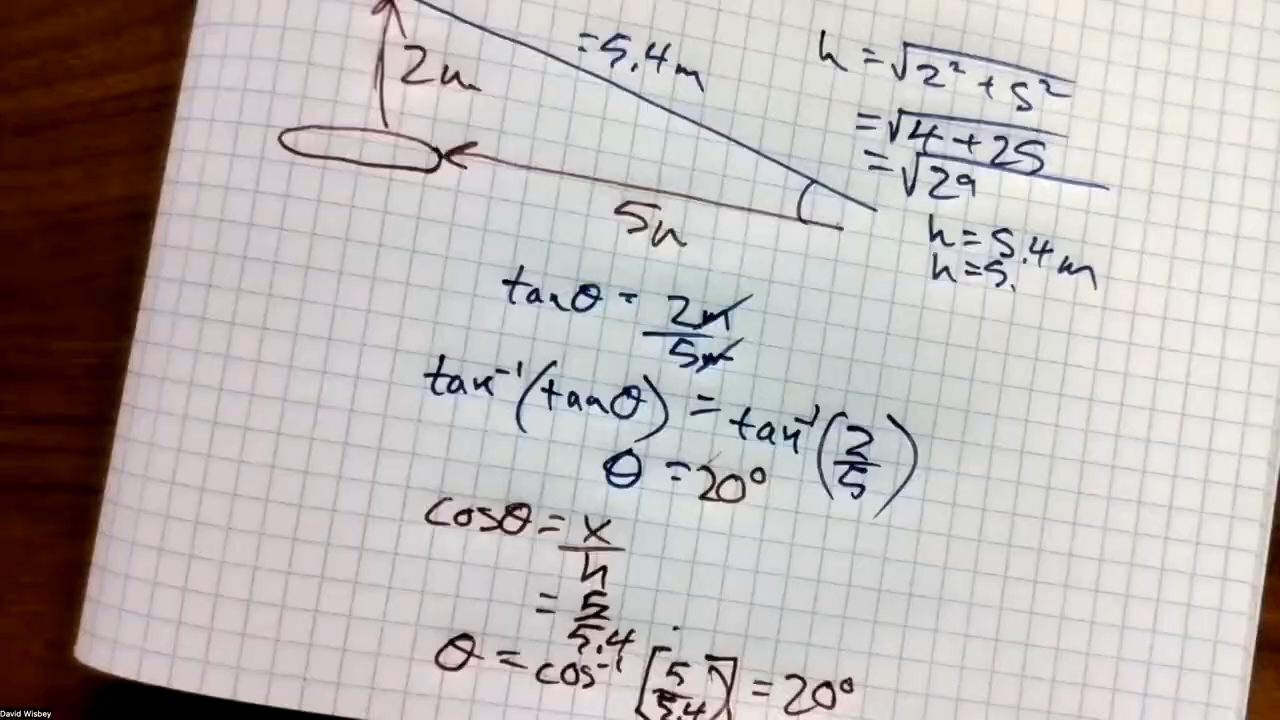 2m
=5.4m
5m
h = √2² + 5²
= √4 + 25
= √29
h = 5.4m
h = 5.
tanθ = 2m/5m
tan⁻¹(tanθ) = tan⁻¹(2/5)
θ = 20°
cosθ = x/h
= 5/5.4
θ = cos⁻¹[5/5.4] = 20°
David Wisbey